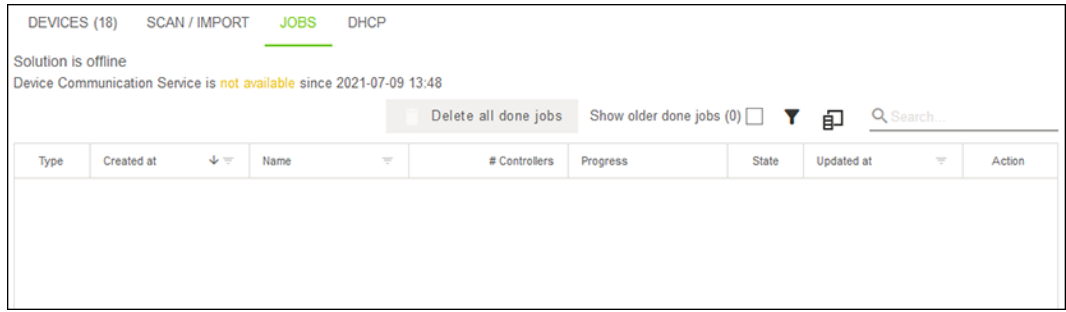 DEVICES (18) SCAN / IMPORT JOBS DHCP
Solution is offline
Device Communication Service is not available since 2021-07-09 13:48
Delete all done jobs Show older done jobs (0) Search...
Type Created at Name # Controllers Progress State Updated at Action